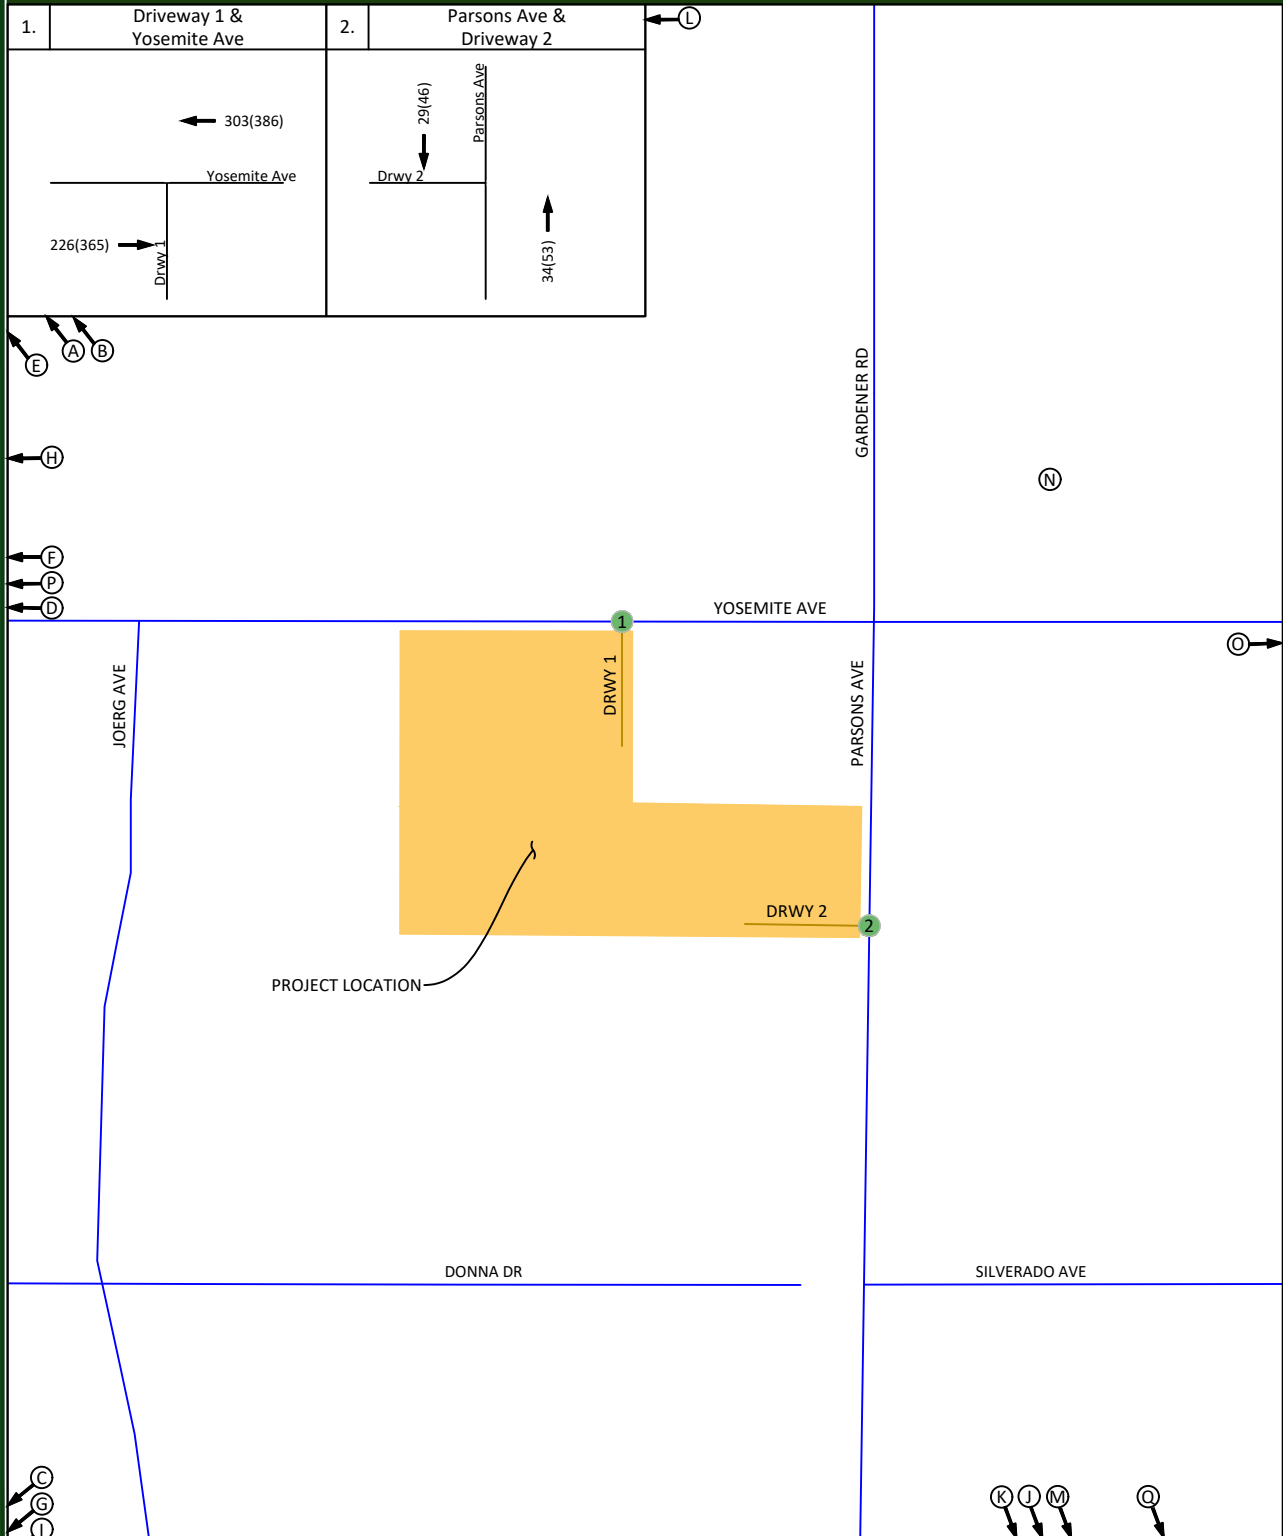 1.
Driveway 1 &
Yosemite Ave
2.
Parsons Ave &
Driveway 2
L
303(386)
Yosemite Ave
226(365)
Drwy 1
29(46)
Parsons Ave
Drwy 2
34(53)
E
A
B
H
GARDENER RD
N
F
P
D
YOSEMITE AVE
1
O
JOERG AVE
DRWY 1
PARSONS AVE
DRWY 2
2
PROJECT LOCATION
DONNA DR
SILVERADO AVE
C
G
K
J
M
Q